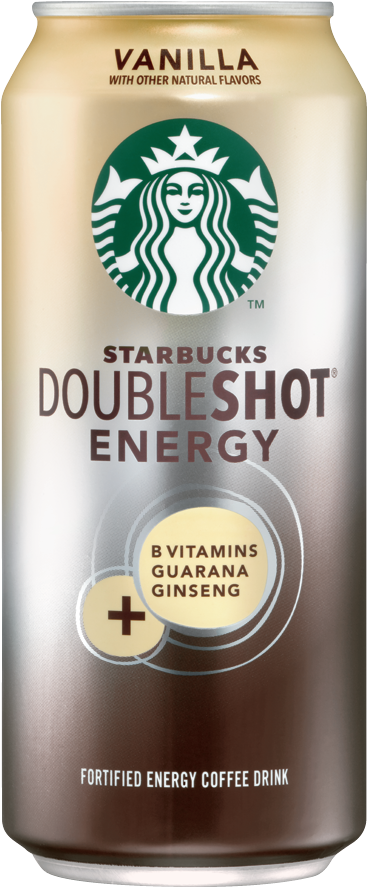 VANILLA
WITH OTHER NATURAL FLAVORS
TM
STARBUCKS
DOUBLESHOT®
ENERGY
B VITAMINS
GUARANA
GINSENG
+
FORTIFIED ENERGY COFFEE DRINK